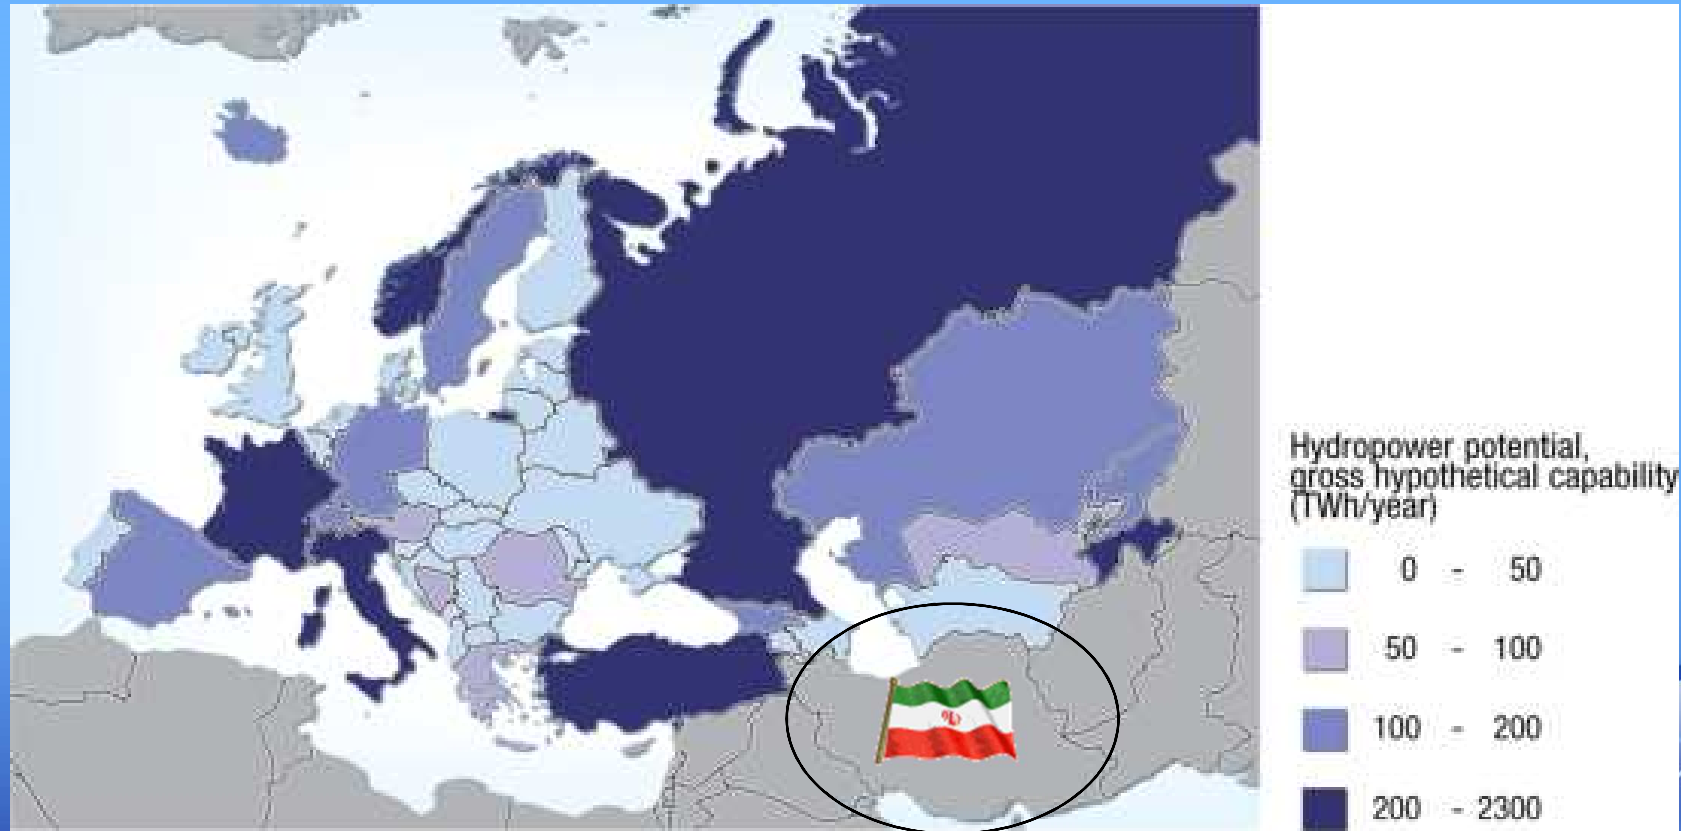 Hydropower potential,
gross hypothetical capability
(TWh/year)
0 - 50
50 - 100
100 - 200
200 - 2300